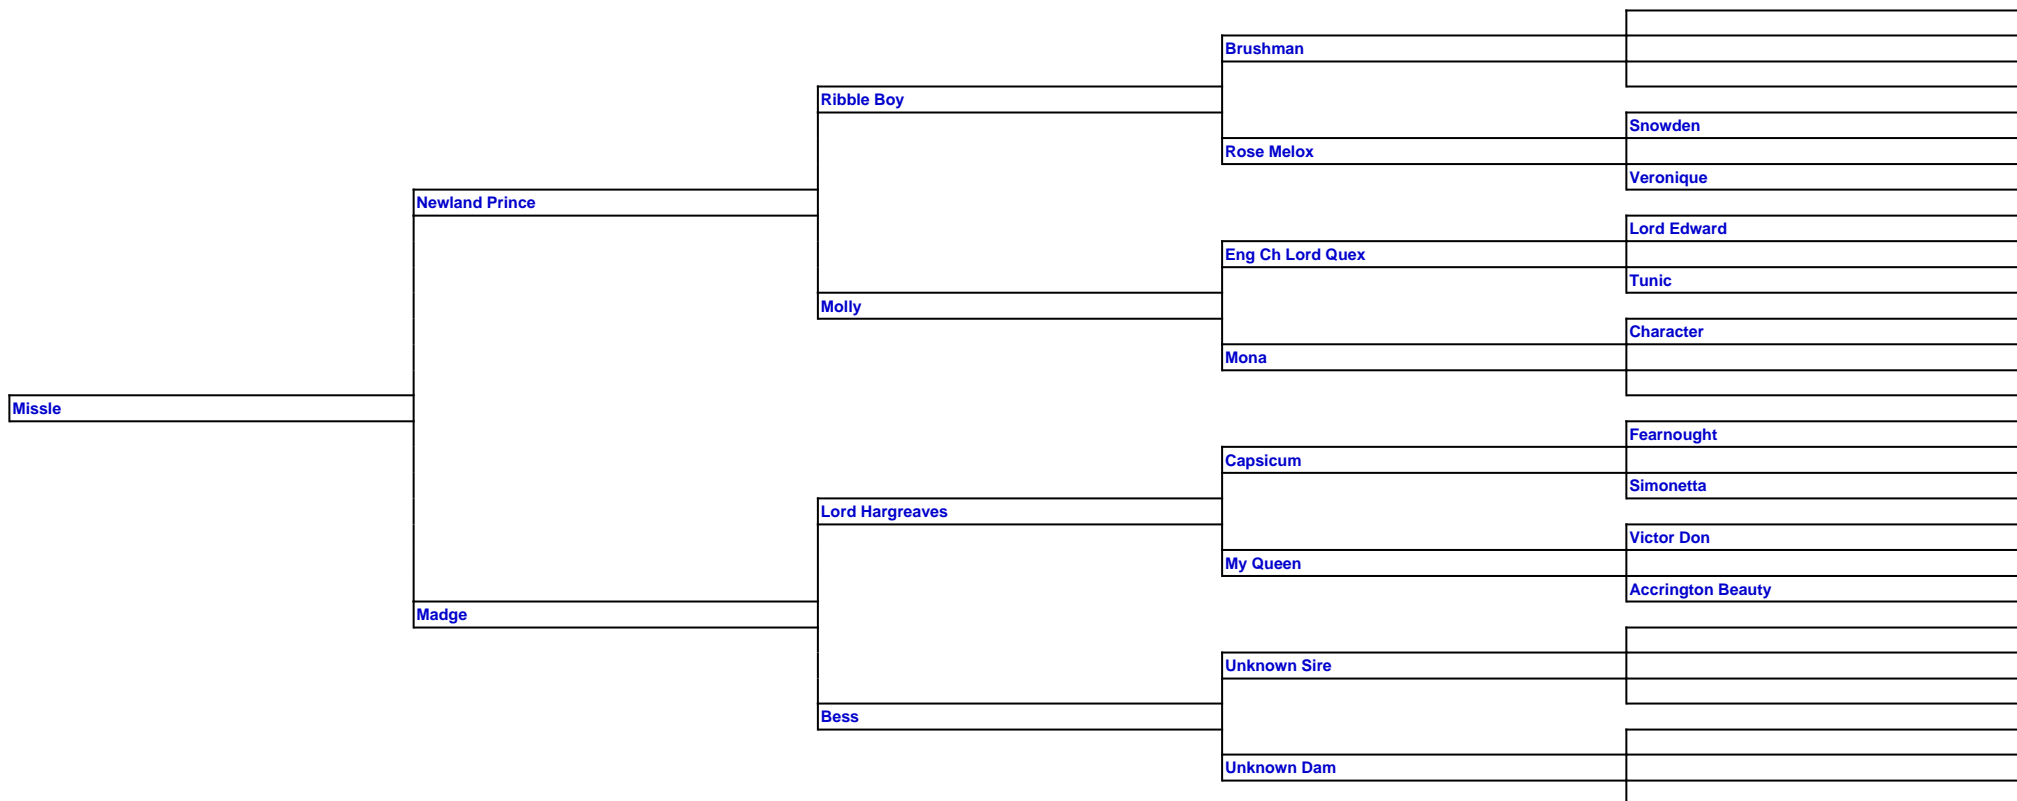 Brushman
Ribble Boy
Snowden
Rose Melox
Veronique
Newland Prince
Lord Edward
Eng Ch Lord Quex
Tunic
Molly
Character
Mona
Missle
Fearnought
Capsicum
Simonetta
Lord Hargreaves
Victor Don
My Queen
Accrington Beauty
Madge
Unknown Sire
Bess
Unknown Dam